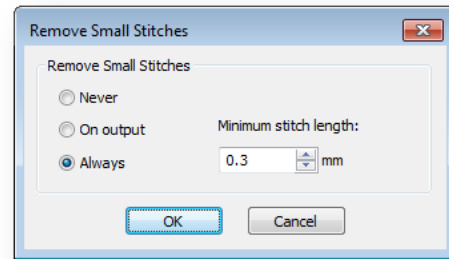 Remove Small Stitches
Remove Small Stitches
Never
On output
Minimum stitch length:
Always
0.3 mm
OK
Cancel